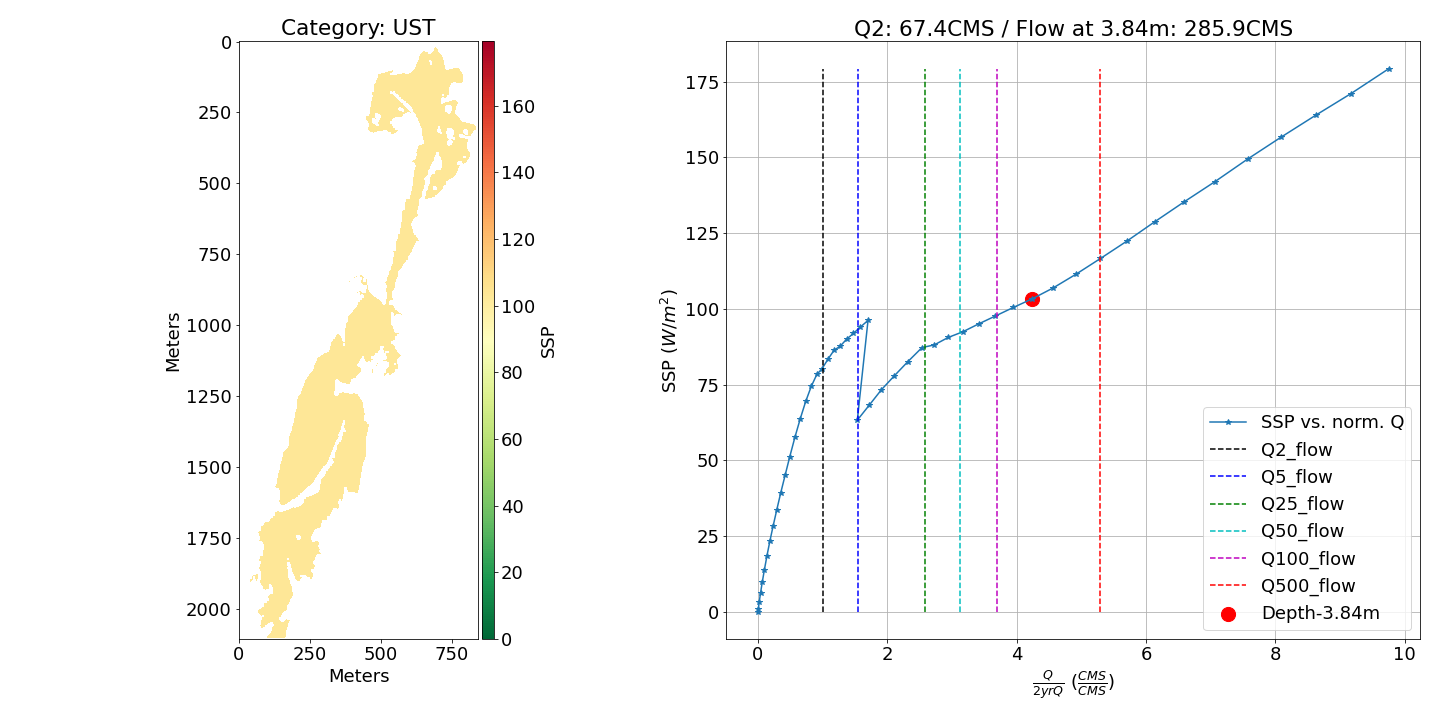 Category: UST
Q2: 67.4CMS / Flow at 3.84m: 285.9CMS
0
250
500
750
1000
1250
1500
1750
2000
Meters
0
250
500
750
Meters
160
140
120
100
80
60
40
20
0
SSP
175
150
125
100
75
50
25
0
SSP (W/m²)
0
2
4
6
8
10
Q/2yrQ (CMS/CMS)
SSP vs. norm. Q
Q2_flow
Q5_flow
Q25_flow
Q50_flow
Q100_flow
Q500_flow
Depth-3.84m